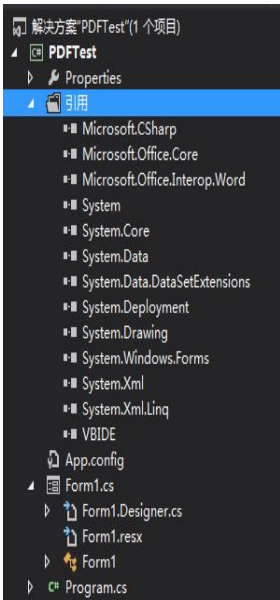 解决方案"PDFTest"(1 个项目)
C# PDFTest
Properties
引用
Microsoft.CSharp
Microsoft.Office.Core
Microsoft.Office.Interop.Word
System
System.Core
System.Data
System.Data.DataSetExtensions
System.Deployment
System.Drawing
System.Windows.Forms
System.Xml
System.Xml.Linq
VBIDE
App.config
Form1.cs
Form1.Designer.cs
Form1.resx
Form1
C# Program.cs